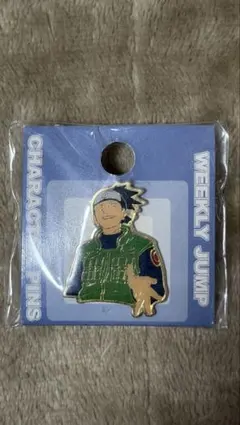 WEEKLY JUMP
CHARACTER PINS